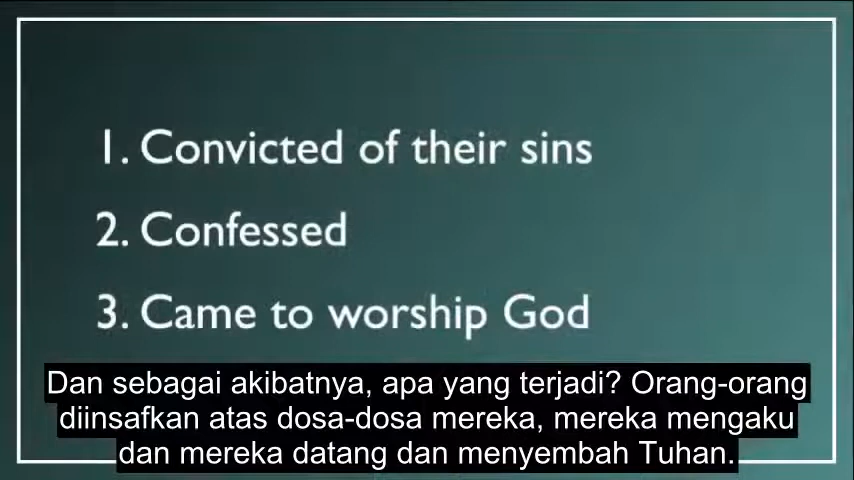 1. Convicted of their sins
2. Confessed
3. Came to worship God
Dan sebagai akibatnya, apa yang terjadi? Orang-orang
diinsafkan atas dosa-dosa mereka, mereka mengaku
dan mereka datang dan menyembah Tuhan.